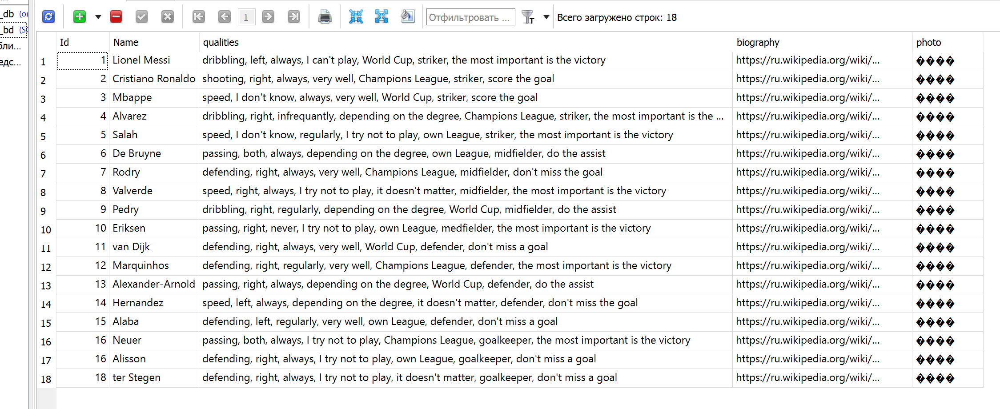 _db (ou
1 Отфильтровать ... T Всего загружено строк: 18
_bd (SQ
бли...
едс...
Id Name qualities biography photo
1 1 Lionel Messi dribbling, left, always, I can't play, World Cup, striker, the most important is the victory https://ru.wikipedia.org/wiki/... ����
2 2 Cristiano Ronaldo shooting, right, always, very well, Champions League, striker, score the goal https://ru.wikipedia.org/wiki/... ����
3 3 Mbappe speed, I don't know, always, very well, World Cup, striker, score the goal https://ru.wikipedia.org/wiki/... ����
4 4 Alvarez dribbling, right, infrequantly, depending on the degree, Champions League, striker, the most important is the ... https://ru.wikipedia.org/wiki/... ����
5 5 Salah speed, I don't know, regularly, I try not to play, own League, striker, the most important is the victory https://ru.wikipedia.org/wiki/... ����
6 6 De Bruyne passing, both, always, depending on the degree, own League, midfielder, do the assist https://ru.wikipedia.org/wiki/... ����
7 7 Rodry defending, right, always, very well, Champions League, midfielder, don't miss the goal https://ru.wikipedia.org/wiki/... ����
8 8 Valverde speed, right, always, I try not to play, it doesn't matter, midfielder, the most important is the victory https://ru.wikipedia.org/wiki/... ����
9 9 Pedry dribbling, right, regularly, depending on the degree, World Cup, midfielder, do the assist https://ru.wikipedia.org/wiki/... ����
10 10 Eriksen passing, right, never, I try not to play, own League, medfielder, the most important is the victory https://ru.wikipedia.org/wiki/... ����
11 11 van Dijk defending, right, always, very well, World Cup, defender, don't miss a goal https://ru.wikipedia.org/wiki/... ����
12 12 Marquinhos defending, right, regularly, very well, Champions League, defender, the most important is the victory https://ru.wikipedia.org/wiki/... ����
13 13 Alexander-Arnold passing, right, always, depending on the degree, World Cup, defender, do the assist https://ru.wikipedia.org/wiki/... ����
14 14 Hernandez speed, left, always, depending on the degree, it doesn't matter, defender, don't miss the goal https://ru.wikipedia.org/wiki/... ����
15 15 Alaba defending, left, regularly, very well, own League, defender, don't miss a goal https://ru.wikipedia.org/wiki/... ����
16 16 Neuer passing, both, always, I try not to play, Champions League, goalkeeper, the most important is the victory https://ru.wikipedia.org/wiki/... ����
17 16 Alisson defending, right, always, I try not to play, own League, goalkeeper, don't miss a goal https://ru.wikipedia.org/wiki/... ����
18 18 ter Stegen defending, right, always, I try not to play, it doesn't matter, goalkeeper, don't miss a goal https://ru.wikipedia.org/wiki/... ����